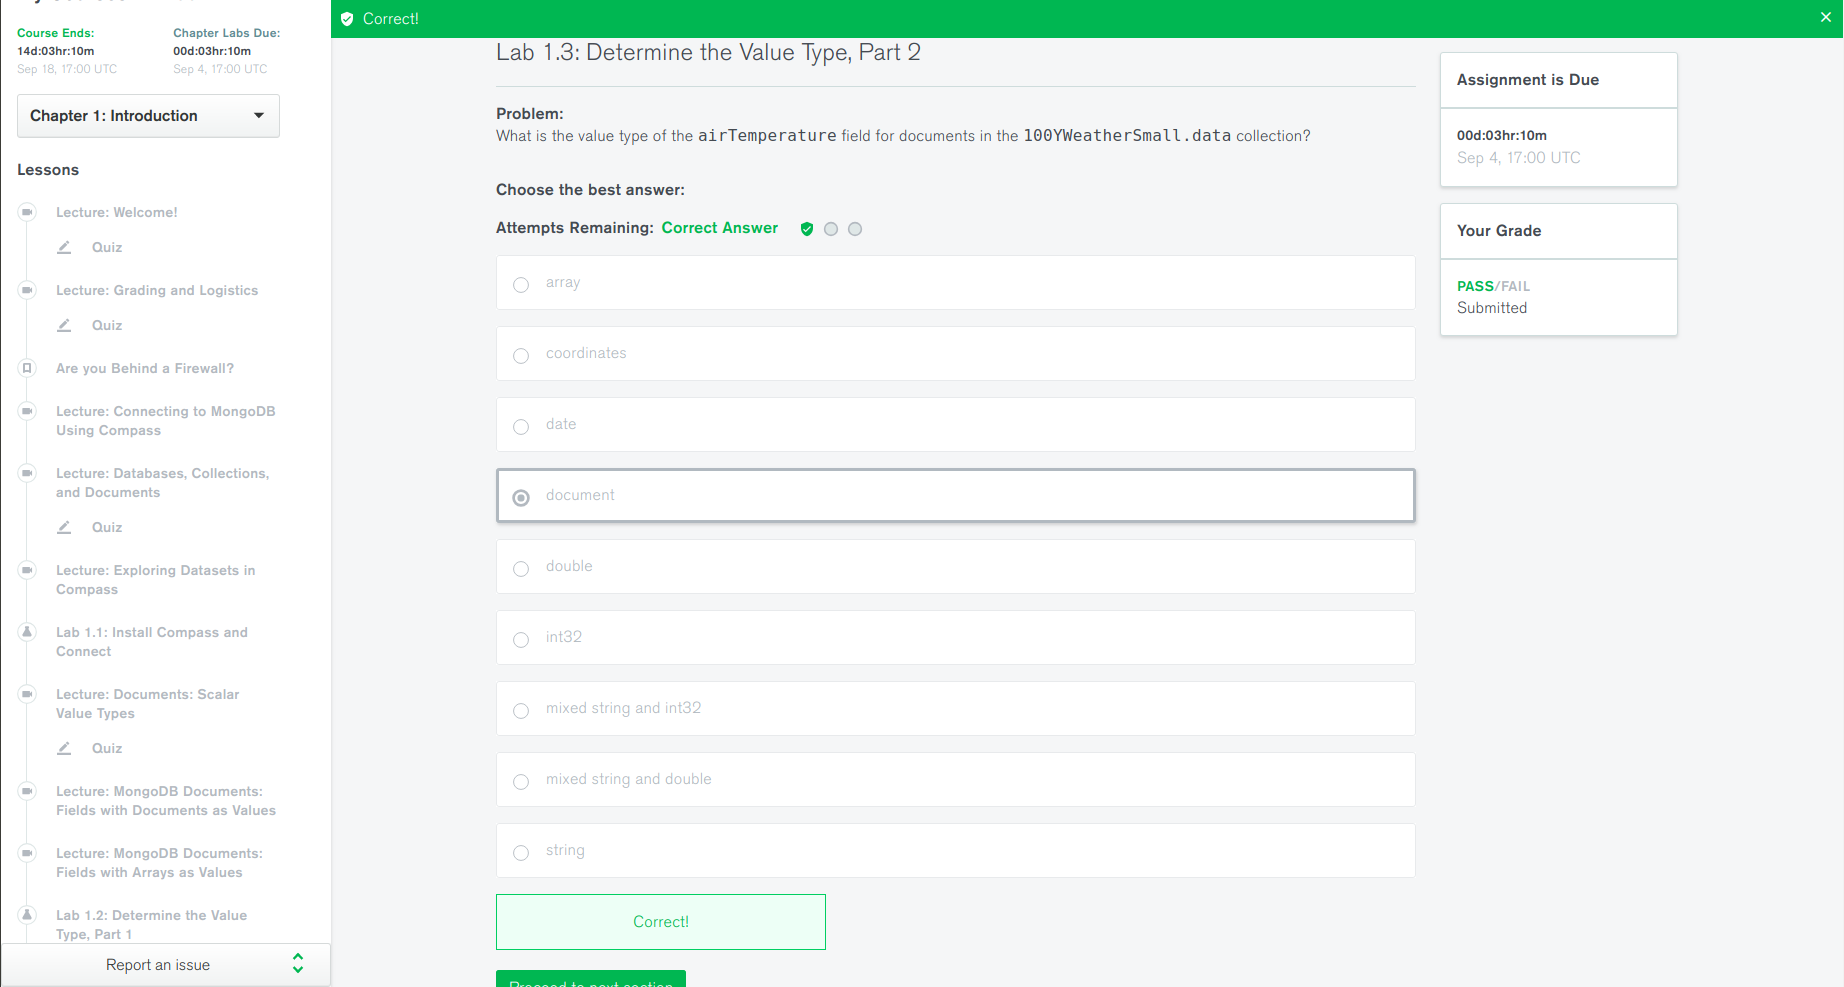 Correct!
Course Ends:
14d:03hr:10m
Sep 18, 17:00 UTC
Chapter Labs Due:
00d:03hr:10m
Sep 4, 17:00 UTC
Chapter 1: Introduction
Lessons
Lecture: Welcome!
Quiz
Lecture: Grading and Logistics
Quiz
Are you Behind a Firewall?
Lecture: Connecting to MongoDB
Using Compass
Lecture: Databases, Collections,
and Documents
Quiz
Lecture: Exploring Datasets in
Compass
Lab 1.1: Install Compass and
Connect
Lecture: Documents: Scalar
Value Types
Quiz
Lecture: MongoDB Documents:
Fields with Documents as Values
Lecture: MongoDB Documents:
Fields with Arrays as Values
Lab 1.2: Determine the Value
Type, Part 1
Report an issue
Lab 1.3: Determine the Value Type, Part 2
Problem:
What is the value type of the airTemperature field for documents in the 100YWeatherSmall.data collection?
Choose the best answer:
Attempts Remaining: Correct Answer
array
coordinates
date
document
double
int32
mixed string and int32
mixed string and double
string
Correct!
Proceed to next section
Assignment is Due
00d:03hr:10m
Sep 4, 17:00 UTC
Your Grade
PASS/FAIL
Submitted